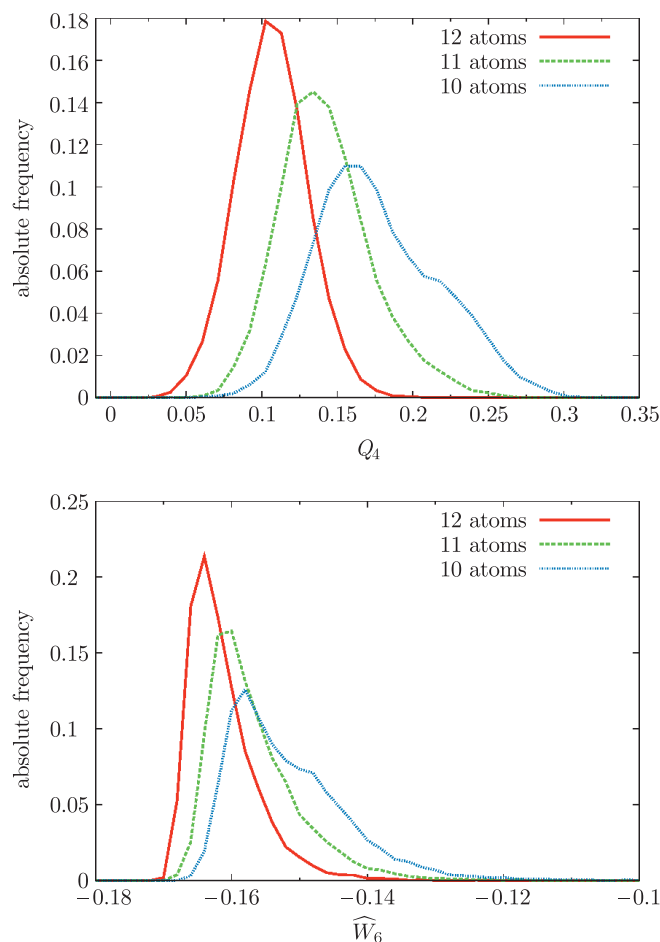 0.18
0.16
0.14
0.12
0.10
0.08
0.06
0.04
0.02
0
absolute frequency
12 atoms
11 atoms
10 atoms
0 0.05 0.1 0.15 0.2 0.25 0.3 0.35
Q₄
0.25
0.2
0.15
0.1
0.05
0
absolute frequency
12 atoms
11 atoms
10 atoms
−0.18 −0.16 −0.14 −0.12 −0.1
Ŵ₆